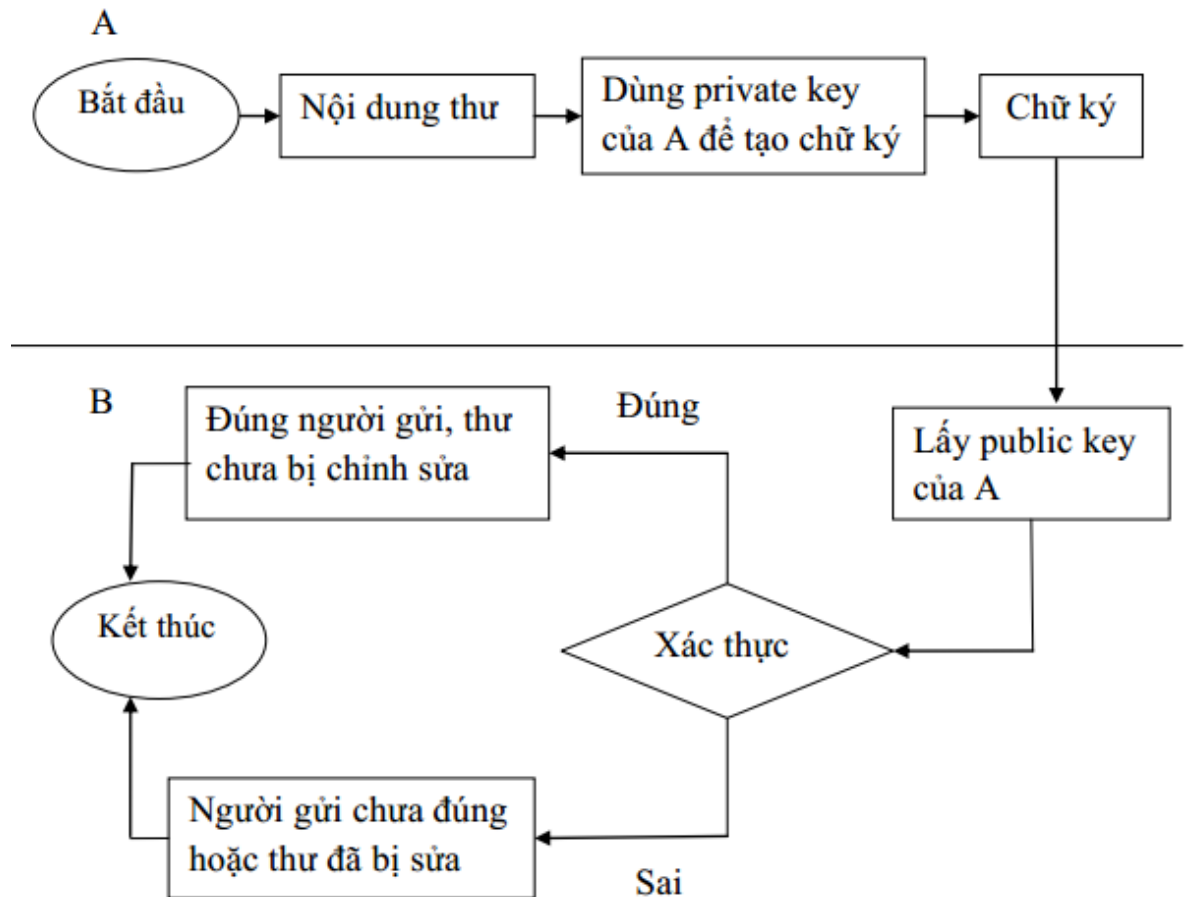 A
Bắt đầu
Nội dung thư
Dùng private key
của A để tạo chữ ký
Chữ ký
B
Đúng người gửi, thư
chưa bị chỉnh sửa
Đúng
Lấy public key
của A
Kết thúc
Xác thực
Người gửi chưa đúng
hoặc thư đã bị sửa
Sai